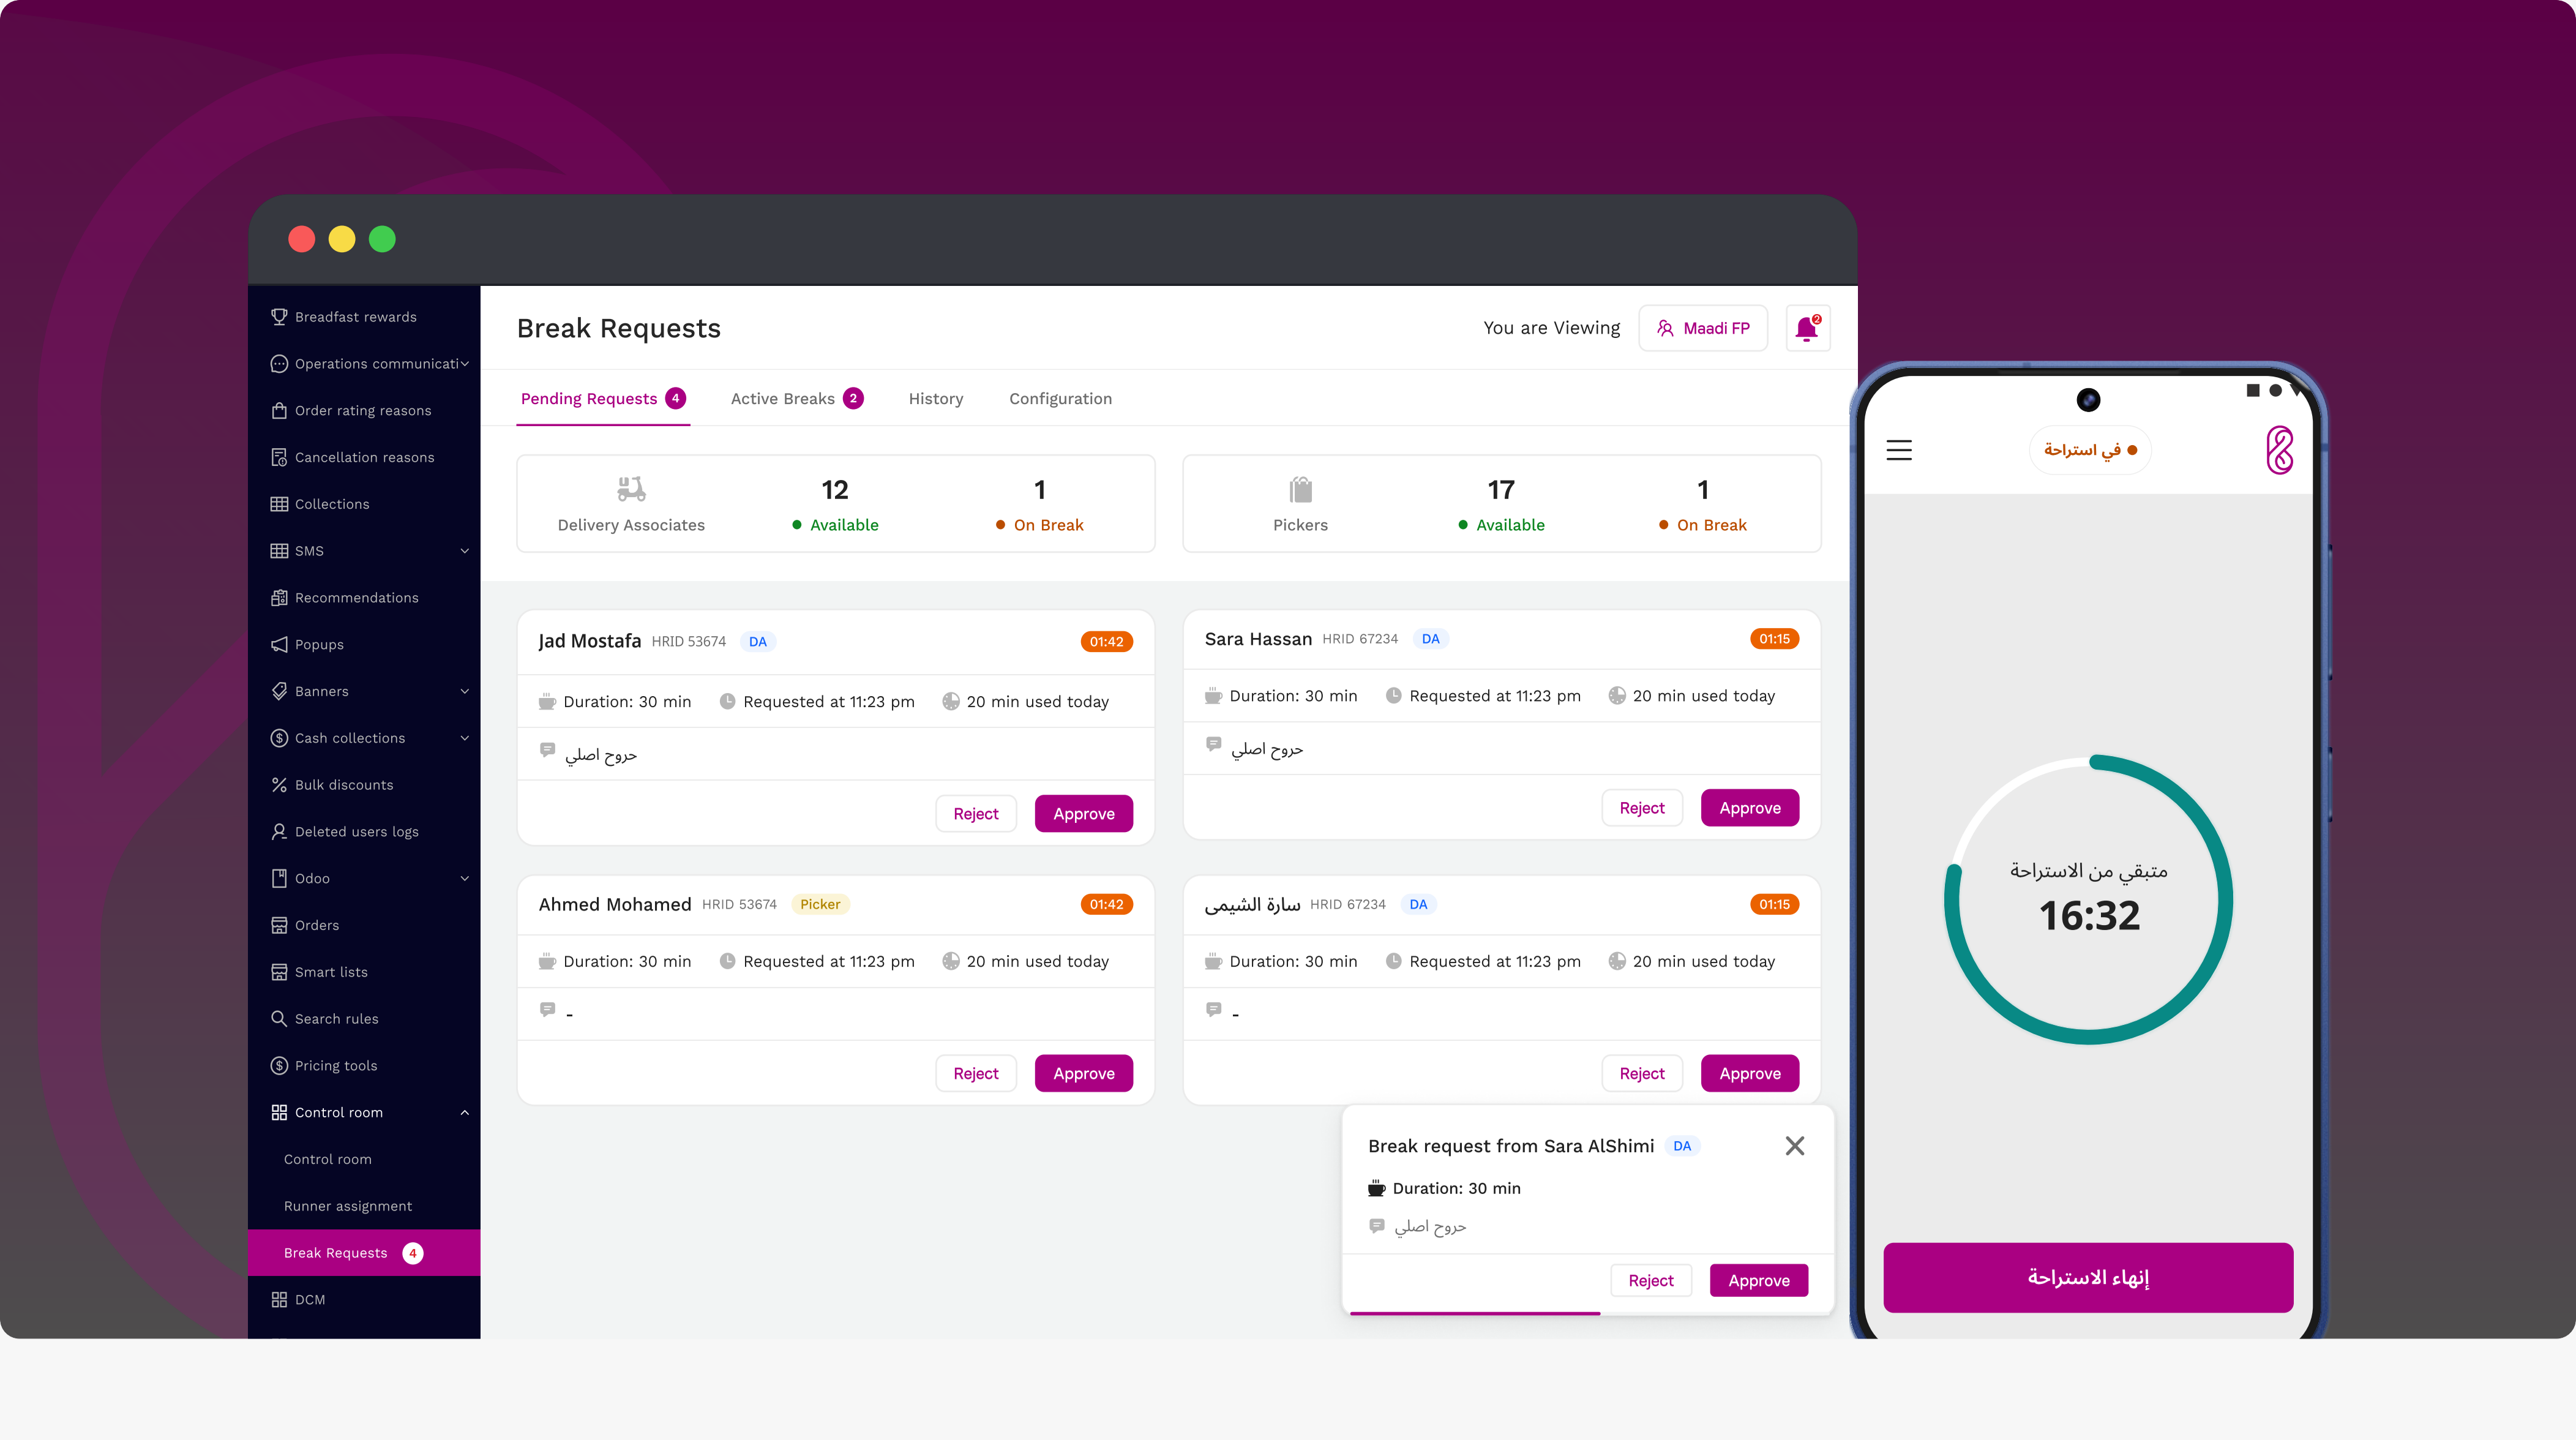 Breadfast rewards
Operations communicati
Order rating reasons
Cancellation reasons
Collections
SMS
Recommendations
Popups
Banners
Cash collections
Bulk discounts
Deleted users logs
Odoo
Orders
Smart lists
Search rules
Pricing tools
Control room
Control room
Runner assignment
Break Requests 4
DCM
Break Requests
You are Viewing Maadi FP 2
Pending Requests 4 Active Breaks 2 History Configuration
12 1
Delivery Associates Available On Break
17 1
Pickers Available On Break
Jad Mostafa HRID 53674 DA 01:42
Duration: 30 min Requested at 11:23 pm 20 min used today
حروح اصلي
Reject Approve
Sara Hassan HRID 67234 DA 01:15
Duration: 30 min Requested at 11:23 pm 20 min used today
حروح اصلي
Reject Approve
Ahmed Mohamed HRID 53674 Picker 01:42
Duration: 30 min Requested at 11:23 pm 20 min used today
-
Reject Approve
سارة الشيمى HRID 67234 DA 01:15
Duration: 30 min Requested at 11:23 pm 20 min used today
-
Reject Approve
Break request from Sara AlShimi DA
Duration: 30 min
حروح اصلي
Reject Approve
في استراحة
متبقي من الاستراحة
16:32
إنهاء الاستراحة